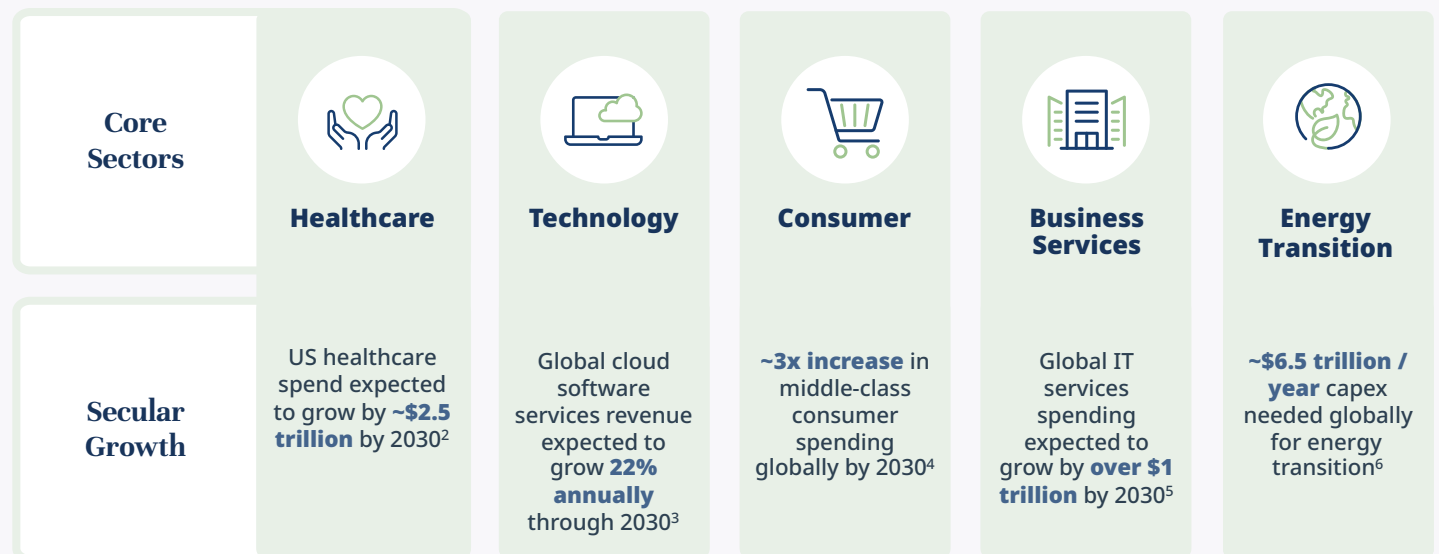 Core
Sectors
Healthcare
Technology
Consumer
Business
Services
Energy
Transition
Secular
Growth
US healthcare
spend expected
to grow by ~$2.5
trillion by 2030²
Global cloud
software
services revenue
expected to
grow 22%
annually
through 2030³
~3x increase in
middle-class
consumer
spending
globally by 2030⁴
Global IT
services
spending
expected to
grow by over $1
trillion by 2030⁵
~$6.5 trillion /
year capex
needed globally
for energy
transition⁶